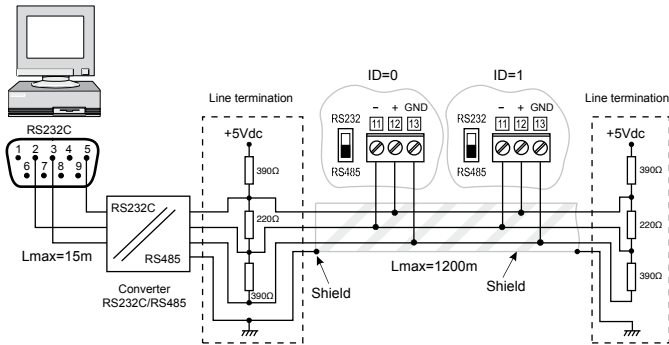 RS232C
1 2 3 4 5
6 7 8 9
Lmax=15m
RS232C
RS485
Converter
RS232C/RS485
Line termination
+5Vdc
390Ω
220Ω
390Ω
ID=0
RS232
RS485
- + GND
11 12 13
ID=1
RS232
RS485
- + GND
11 12 13
Shield
Lmax=1200m
Shield
Line termination
+5Vdc
390Ω
220Ω
390Ω